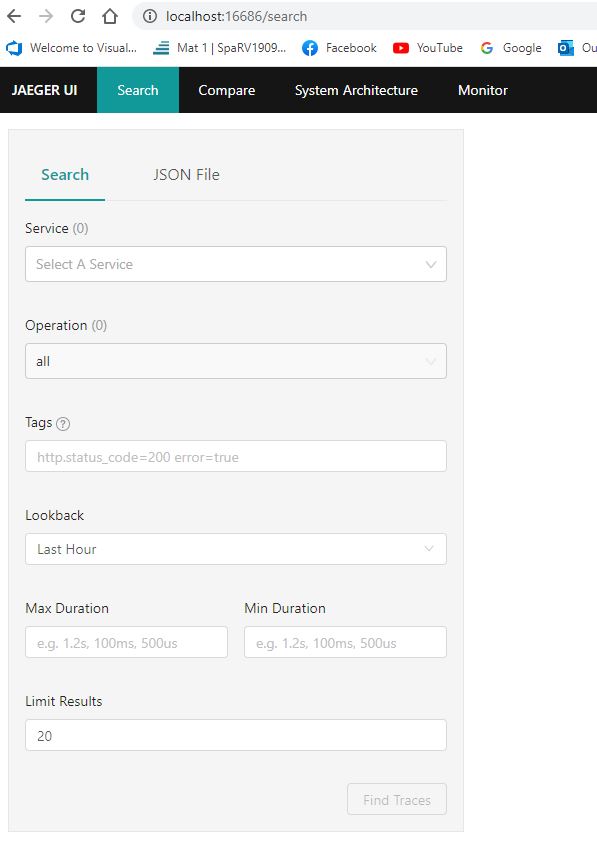 localhost:16686/search
Welcome to Visual... Mat 1 | SpaRV1909... Facebook YouTube Google Ou
JAEGER UI Search Compare System Architecture Monitor
Search JSON File
Service (0)
Select A Service
Operation (0)
all
Tags ?
http.status_code=200 error=true
Lookback
Last Hour
Max Duration Min Duration
e.g. 1.2s, 100ms, 500us e.g. 1.2s, 100ms, 500us
Limit Results
20
Find Traces